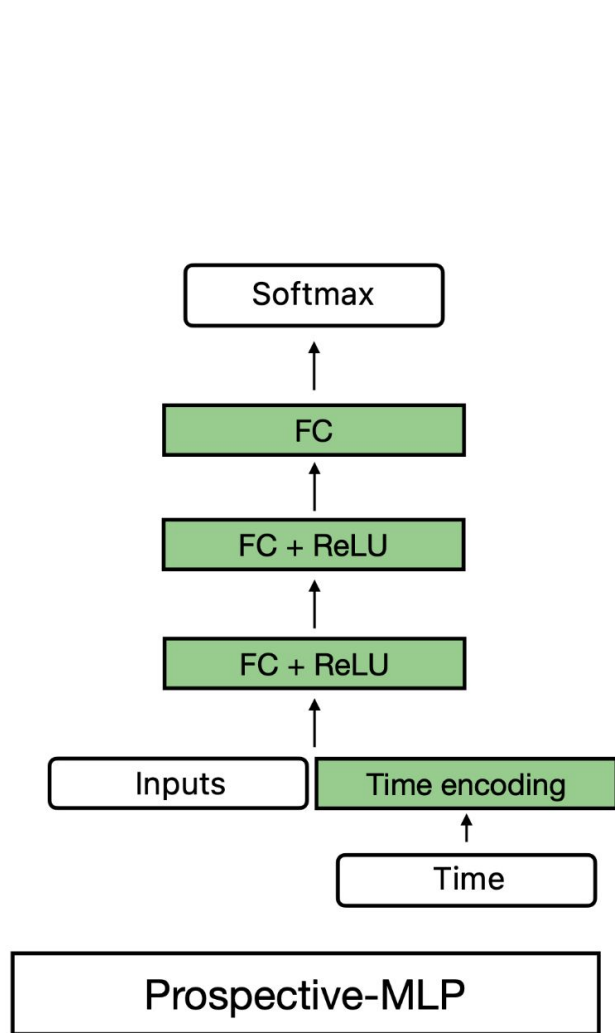 Softmax
FC
FC + ReLU
FC + ReLU
Inputs
Time encoding
Time
Prospective-MLP